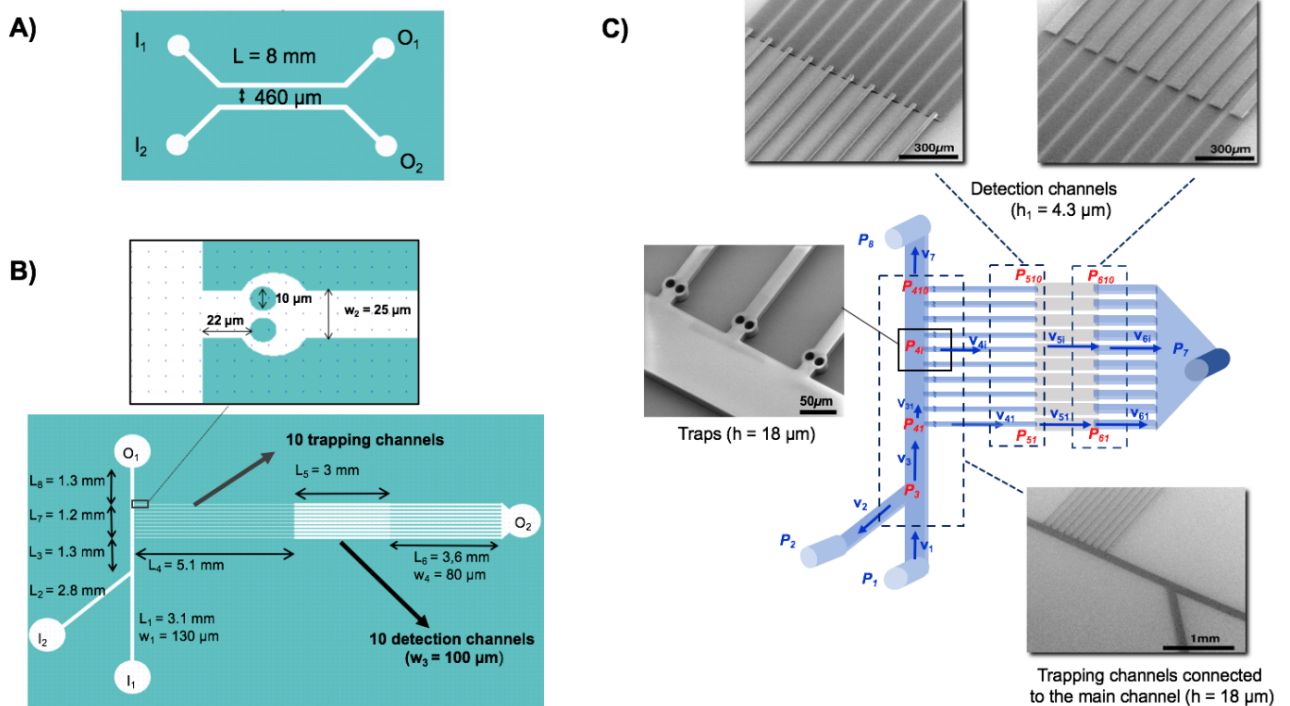 A)
I₁
L = 8 mm
O₁
460 µm
I₂
O₂
B)
10 µm
w₂ = 25 µm
22 µm
10 trapping channels
O₁
L₈ = 1.3 mm
L₅ = 3 mm
L₇ = 1.2 mm
O₂
L₃ = 1.3 mm
L₄ = 5.1 mm
L₆ = 3,6 mm
w₄ = 80 µm
L₂ = 2.8 mm
L₁ = 3.1 mm
w₁ = 130 µm
10 detection channels
(w₃ = 100 µm)
I₂
I₁
C)
300µm
300µm
Detection channels
(h₁ = 4.3 µm)
P₈
v₇
P₅₁₀
P₆₁₀
P₄₁₀
P₄ᵢ
v₄ᵢ
v₅ᵢ
v₆ᵢ
P₇
50µm
Traps (h = 18 µm)
v₃₁
P₄₁
v₄₁
v₅₁
v₆₁
P₅₁
P₆₁
v₃
P₃
v₂
P₂
v₁
P₁
1mm
Trapping channels connected
to the main channel (h = 18 µm)